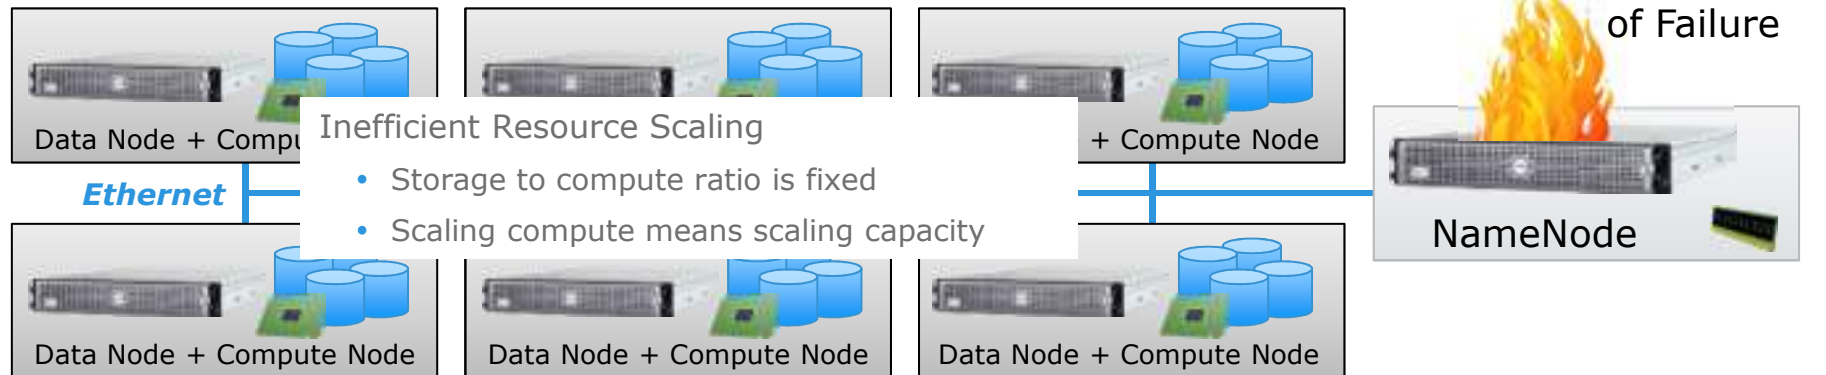 of Failure
Data Node + Compu
+ Compute Node
Inefficient Resource Scaling
• Storage to compute ratio is fixed
• Scaling compute means scaling capacity
Ethernet
NameNode
Data Node + Compute Node
Data Node + Compute Node
Data Node + Compute Node